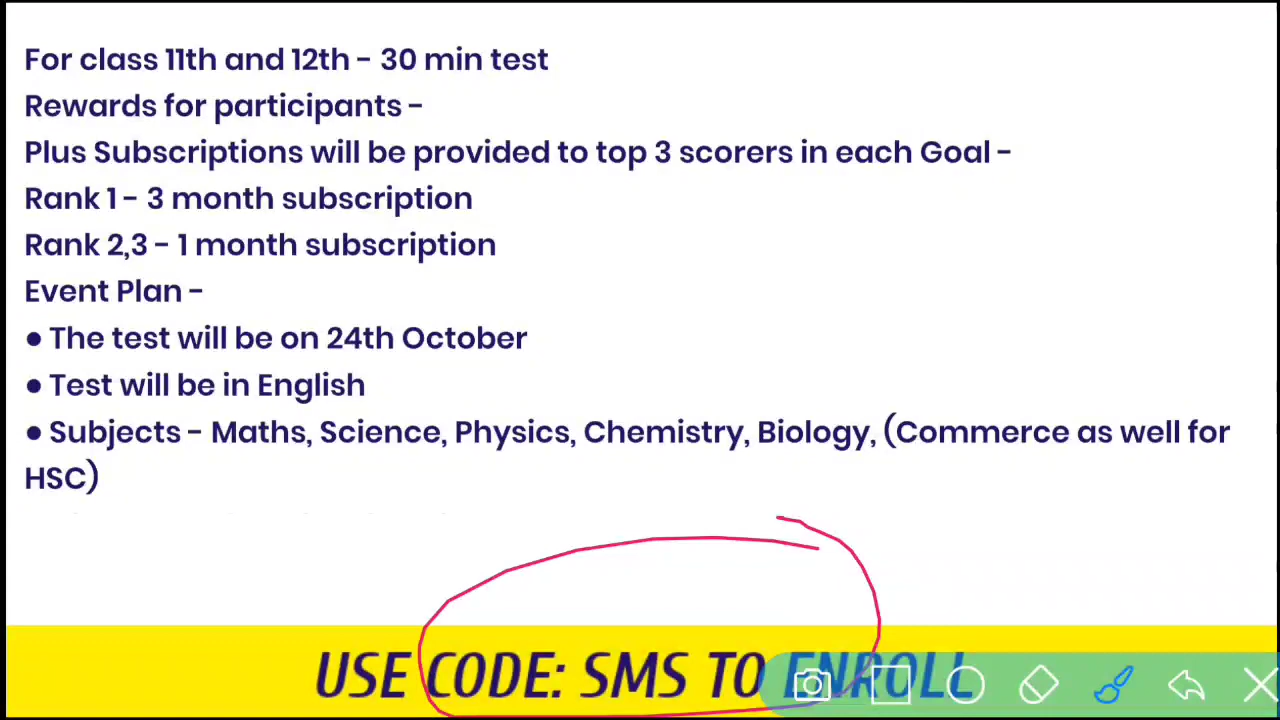 For class 11th and 12th - 30 min test
Rewards for participants -
Plus Subscriptions will be provided to top 3 scorers in each Goal -
Rank 1 - 3 month subscription
Rank 2,3 - 1 month subscription
Event Plan -
● The test will be on 24th October
● Test will be in English
● Subjects - Maths, Science, Physics, Chemistry, Biology, (Commerce as well for
HSC)
USE CODE: SMS TO ENROLL